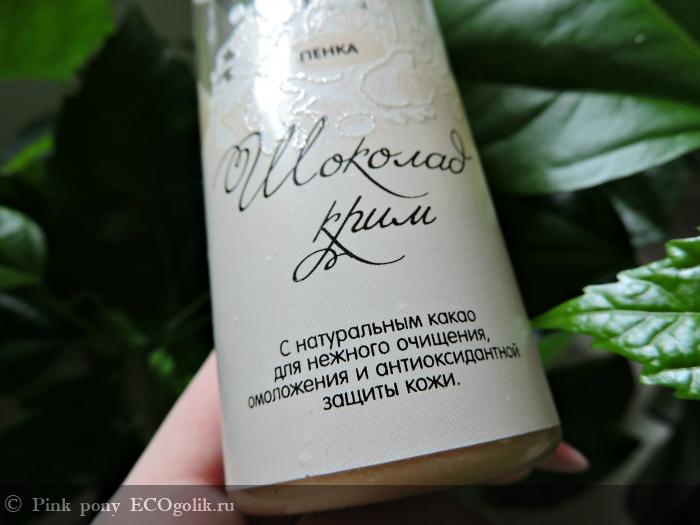 ПЕНКА
Шоколад
крим
С натуральным какао
для нежного очищения,
омоложения и антиоксидантной
защиты кожи.
© Pink pony ECOgolik.ru